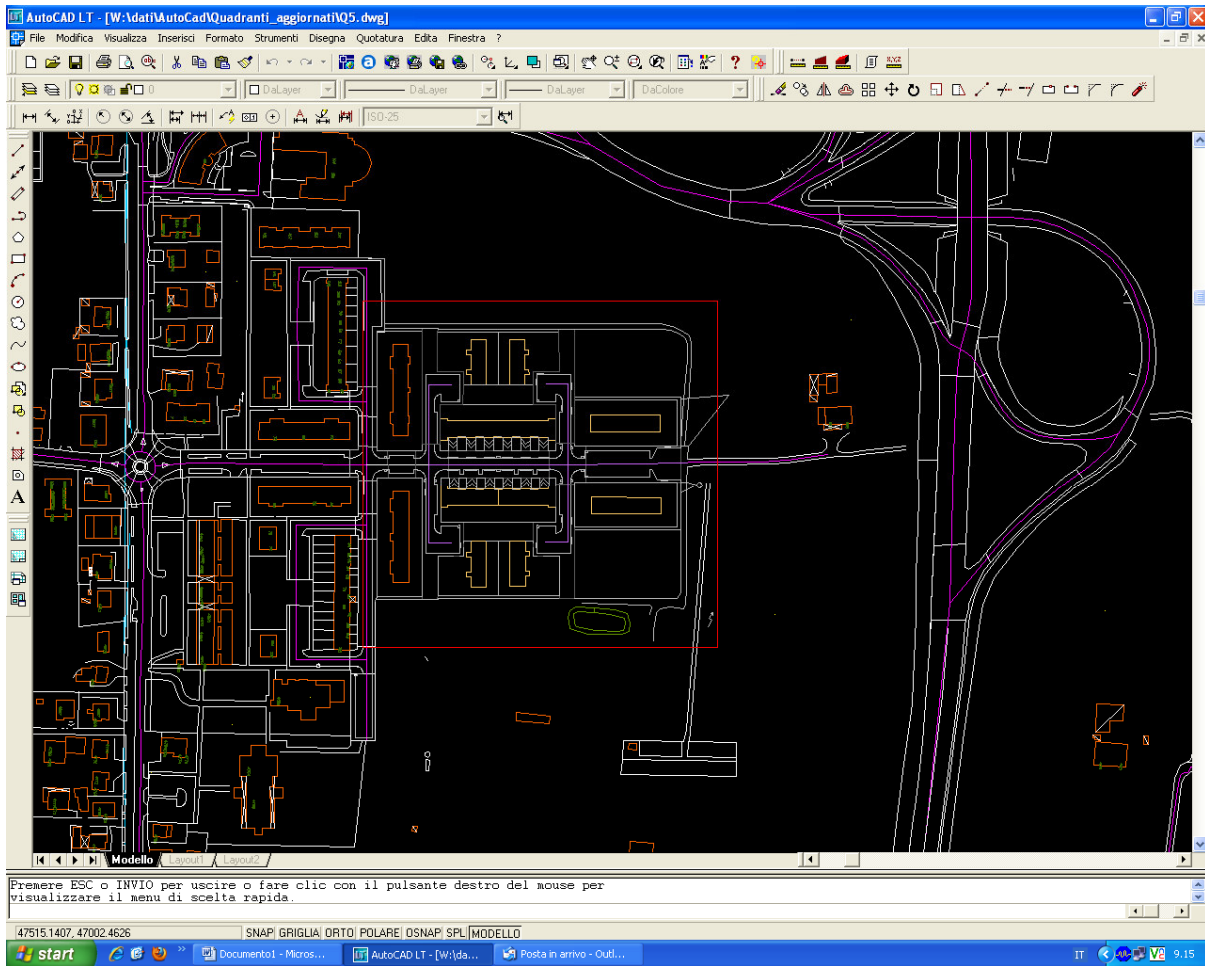 AutoCAD LT - [W:\dati\AutoCad\Quadranti_aggiornati\Q5.dwg]
File Modifica Visualizza Inserisci Formato Strumenti Disegna Quotatura Edita Finestra ?
0 DaLayer DaLayer DaLayer DaColore
ISO-25
A
Modello Layout1 Layout2
Premere ESC o INVIO per uscire o fare clic con il pulsante destro del mouse per
visualizzare il menu di scelta rapida.
47515.1407, 47002.4626 SNAP GRIGLIA ORTO POLARE OSNAP SPL MODELLO
start Documento1 - Micros... AutoCAD LT - [W:\da... Posta in arrivo - Outl... IT 9.15